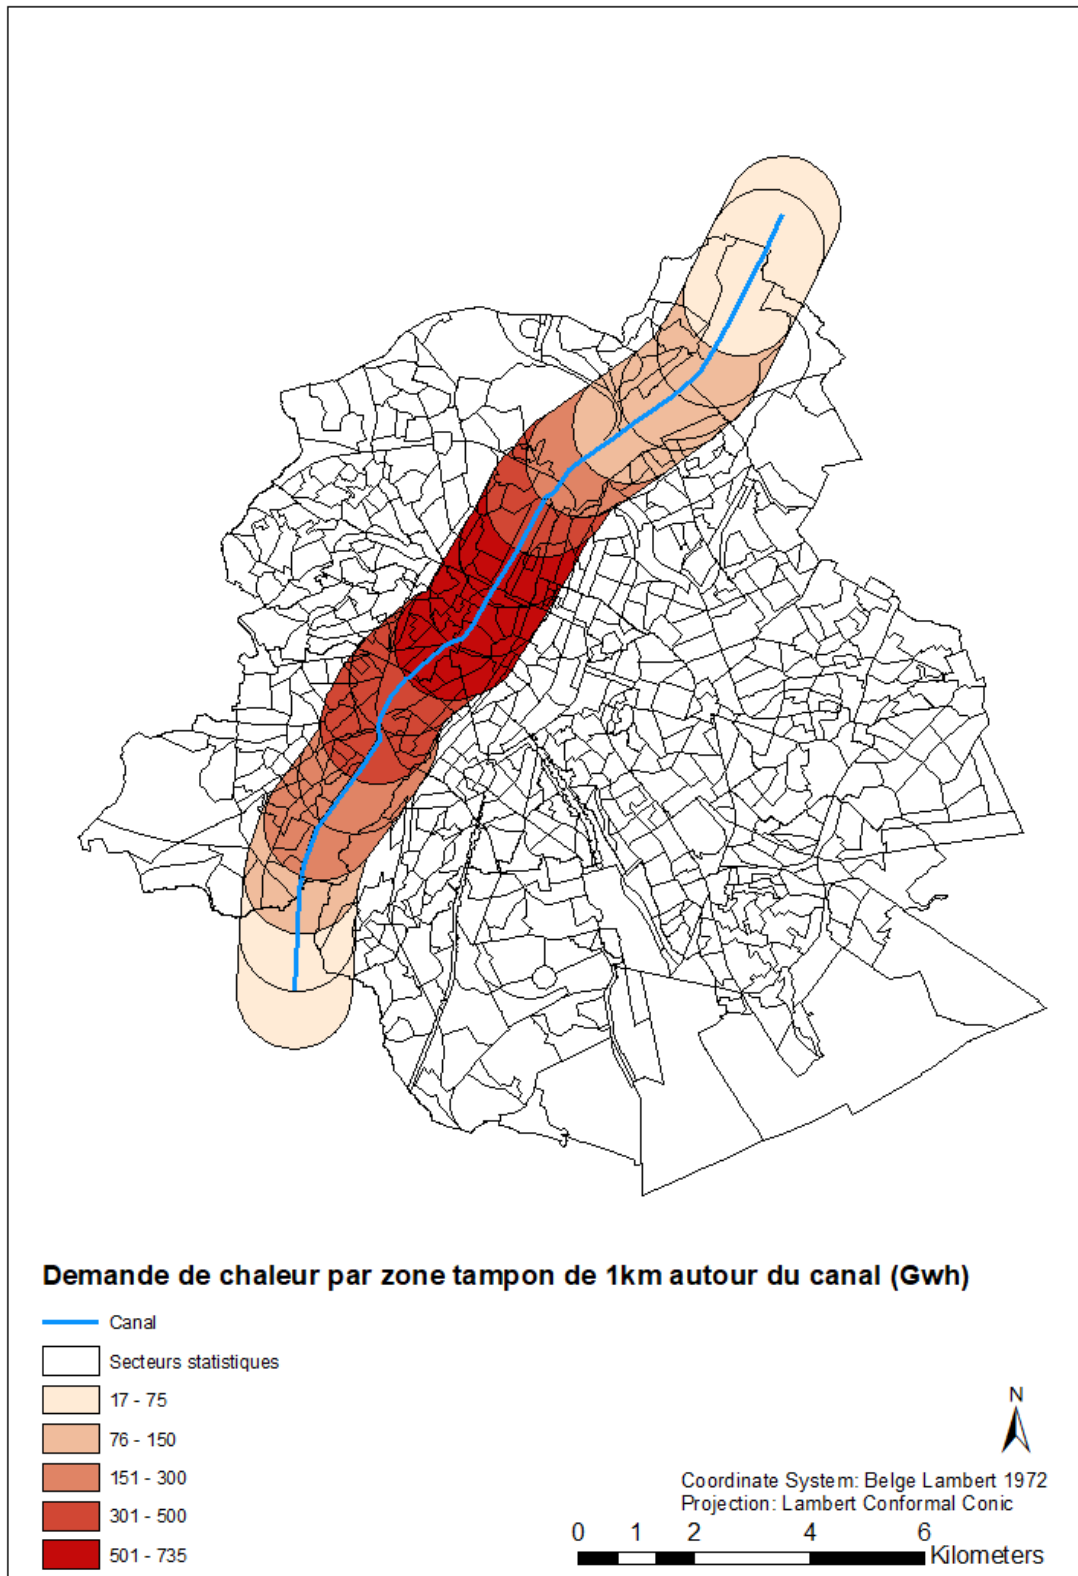 Demande de chaleur par zone tampon de 1km autour du canal (Gwh)
Canal
Secteurs statistiques
17 - 75
76 - 150
151 - 300
301 - 500
501 - 735
N
Coordinate System: Belge Lambert 1972
Projection: Lambert Conformal Conic
0 1 2 4 6
Kilometers